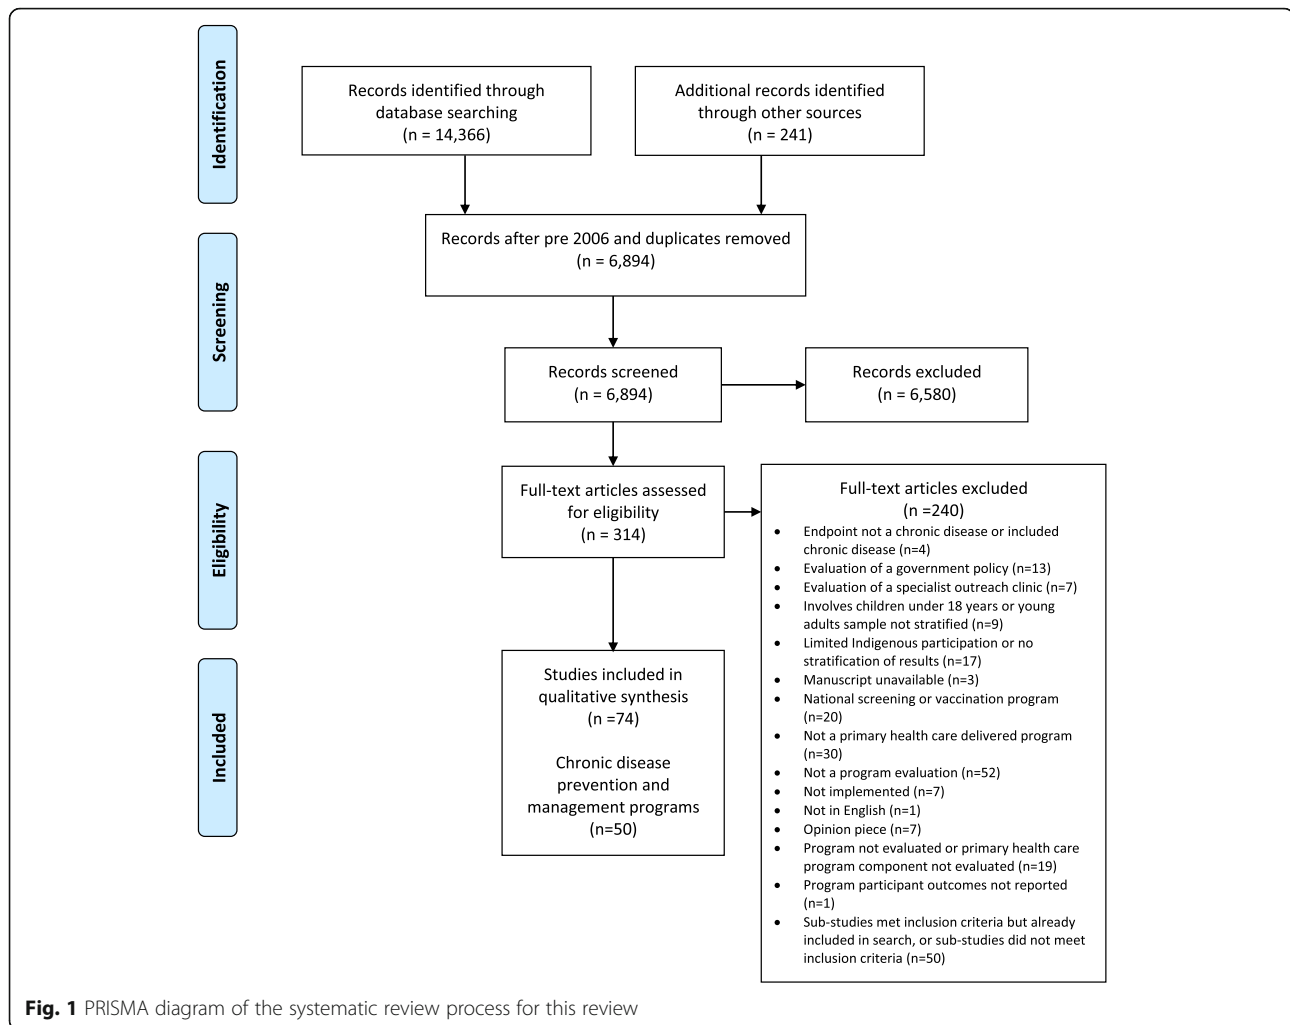 Identification
Records identified through
database searching
(n = 14,366)
Additional records identified
through other sources
(n = 241)
Screening
Records after pre 2006 and duplicates removed
(n = 6,894)
Records screened
(n = 6,894)
Records excluded
(n = 6,580)
Eligibility
Full-text articles assessed
for eligibility
(n = 314)
Full-text articles excluded
(n =240)
• Endpoint not a chronic disease or included
chronic disease (n=4)
• Evaluation of a government policy (n=13)
• Evaluation of a specialist outreach clinic (n=7)
• Involves children under 18 years or young
adults sample not stratified (n=9)
• Limited Indigenous participation or no
stratification of results (n=17)
• Manuscript unavailable (n=3)
• National screening or vaccination program
(n=20)
• Not a primary health care delivered program
(n=30)
• Not a program evaluation (n=52)
• Not implemented (n=7)
• Not in English (n=1)
• Opinion piece (n=7)
• Program not evaluated or primary health care
program component not evaluated (n=19)
• Program participant outcomes not reported
(n=1)
• Sub-studies met inclusion criteria but already
included in search, or sub-studies did not meet
inclusion criteria (n=50)
Included
Studies included in
qualitative synthesis
(n =74)
Chronic disease
prevention and
management programs
(n=50)
Fig. 1 PRISMA diagram of the systematic review process for this review